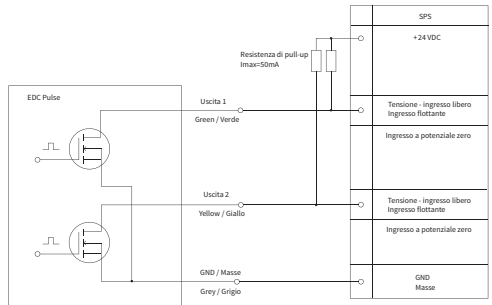 SPS
+24 VDC
Resistenza di pull-up
Imax=50mA
EDC Pulse
Uscita 1
Green / Verde
Tensione - ingresso libero
Ingresso flottante
Ingresso a potenziale zero
Uscita 2
Yellow / Giallo
Tensione - ingresso libero
Ingresso flottante
Ingresso a potenziale zero
GND / Masse
Grey / Grigio
GND
Masse